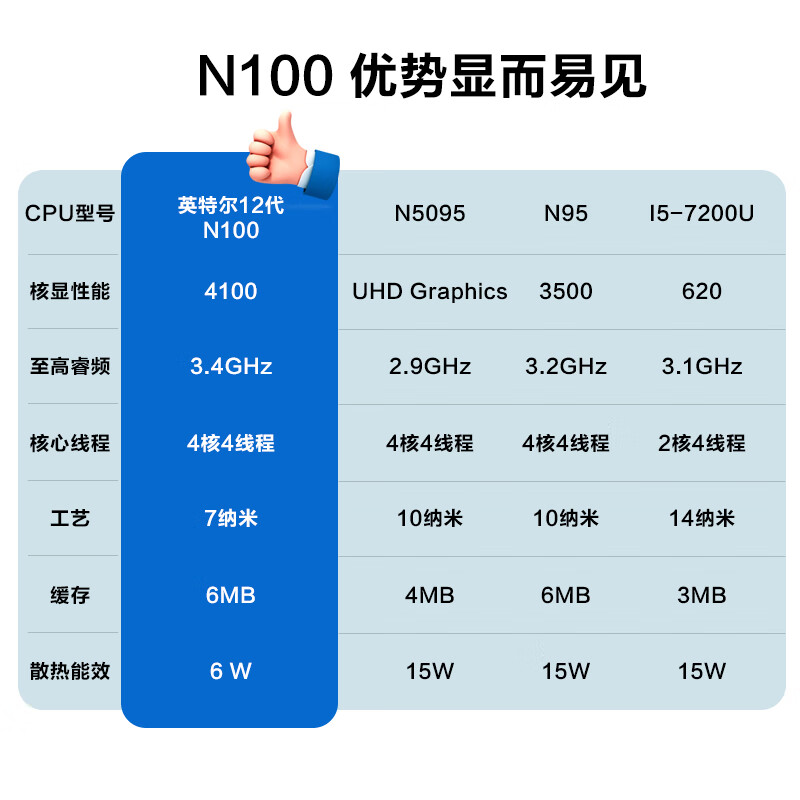 N100 优势显而易见
CPU型号 英特尔12代 N100 N5095 N95 I5-7200U
核显性能 4100 UHD Graphics 3500 620
至高睿频 3.4GHz 2.9GHz 3.2GHz 3.1GHz
核心线程 4核4线程 4核4线程 4核4线程 2核4线程
工艺 7纳米 10纳米 10纳米 14纳米
缓存 6MB 4MB 6MB 3MB
散热能效 6 W 15W 15W 15W